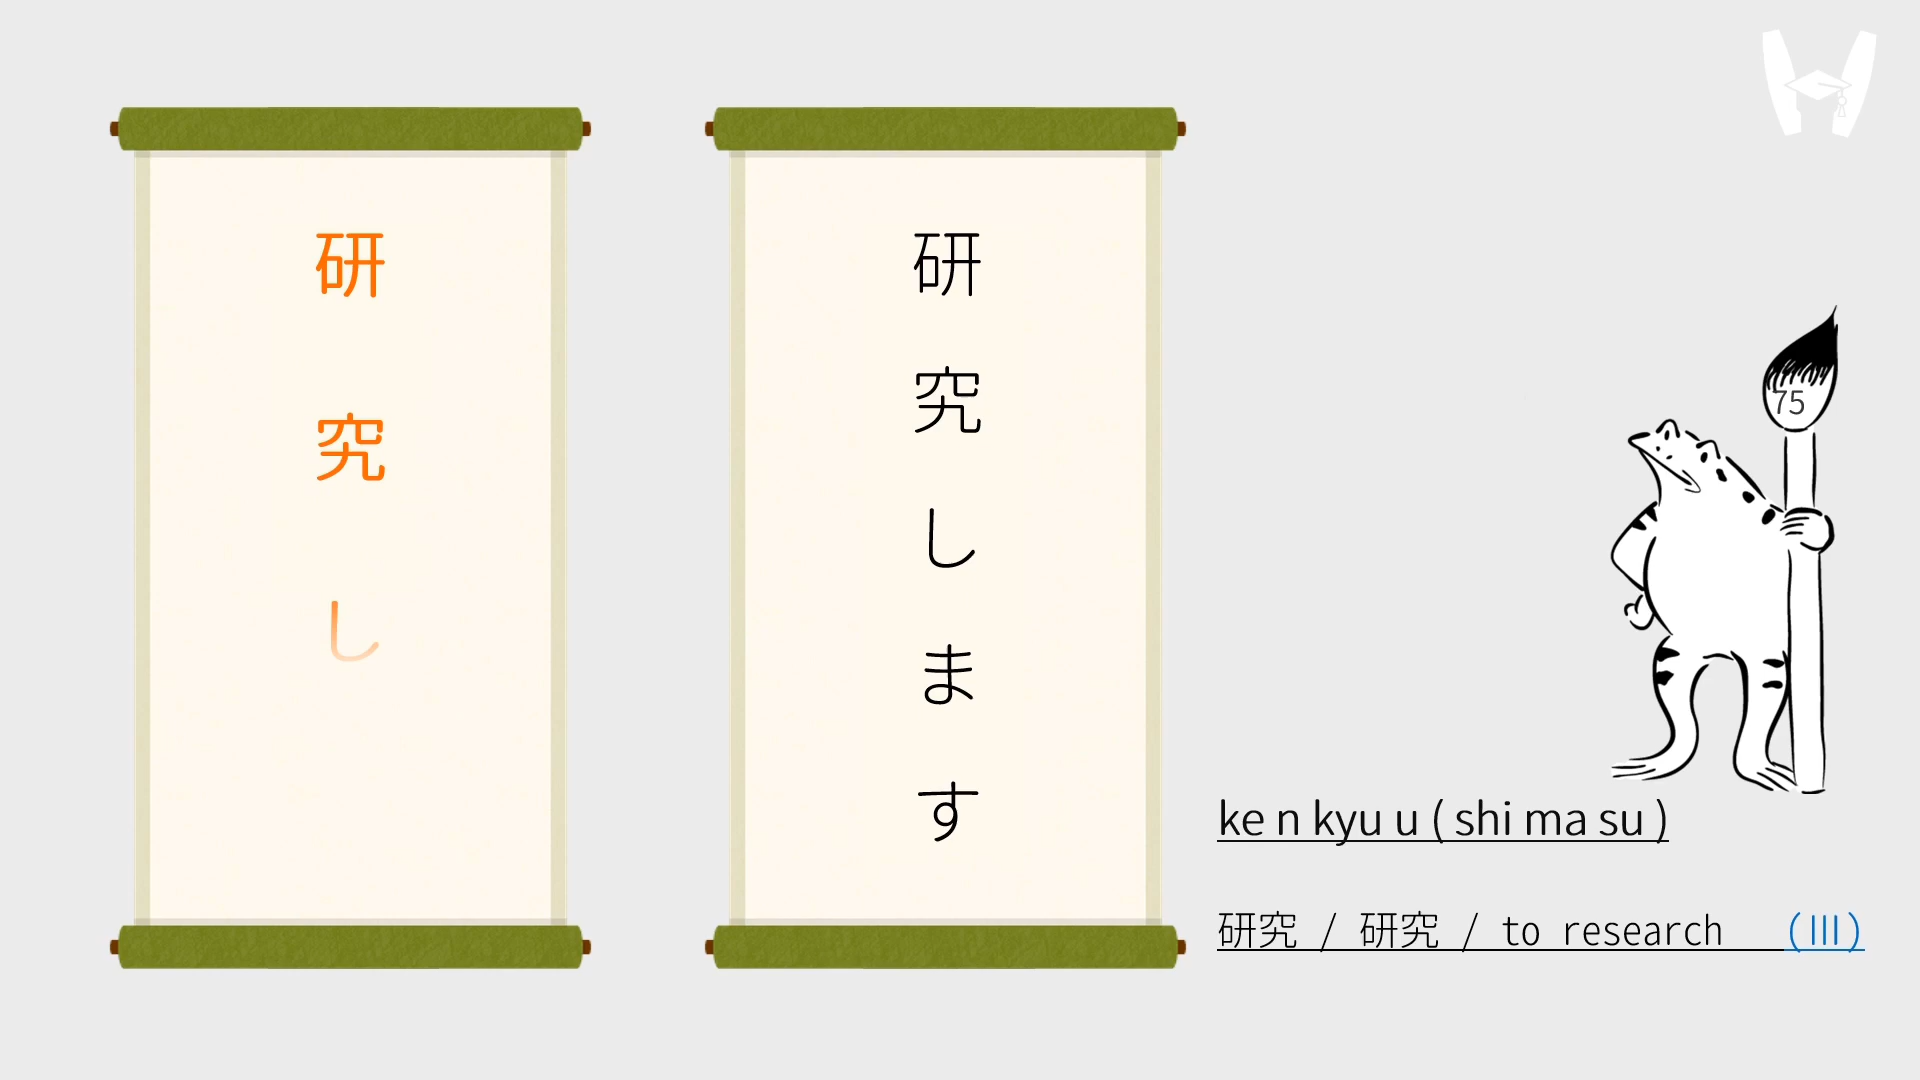 研究し
研究します
75
ke n kyu u ( shi ma su )
研究 / 研究 / to research (III)